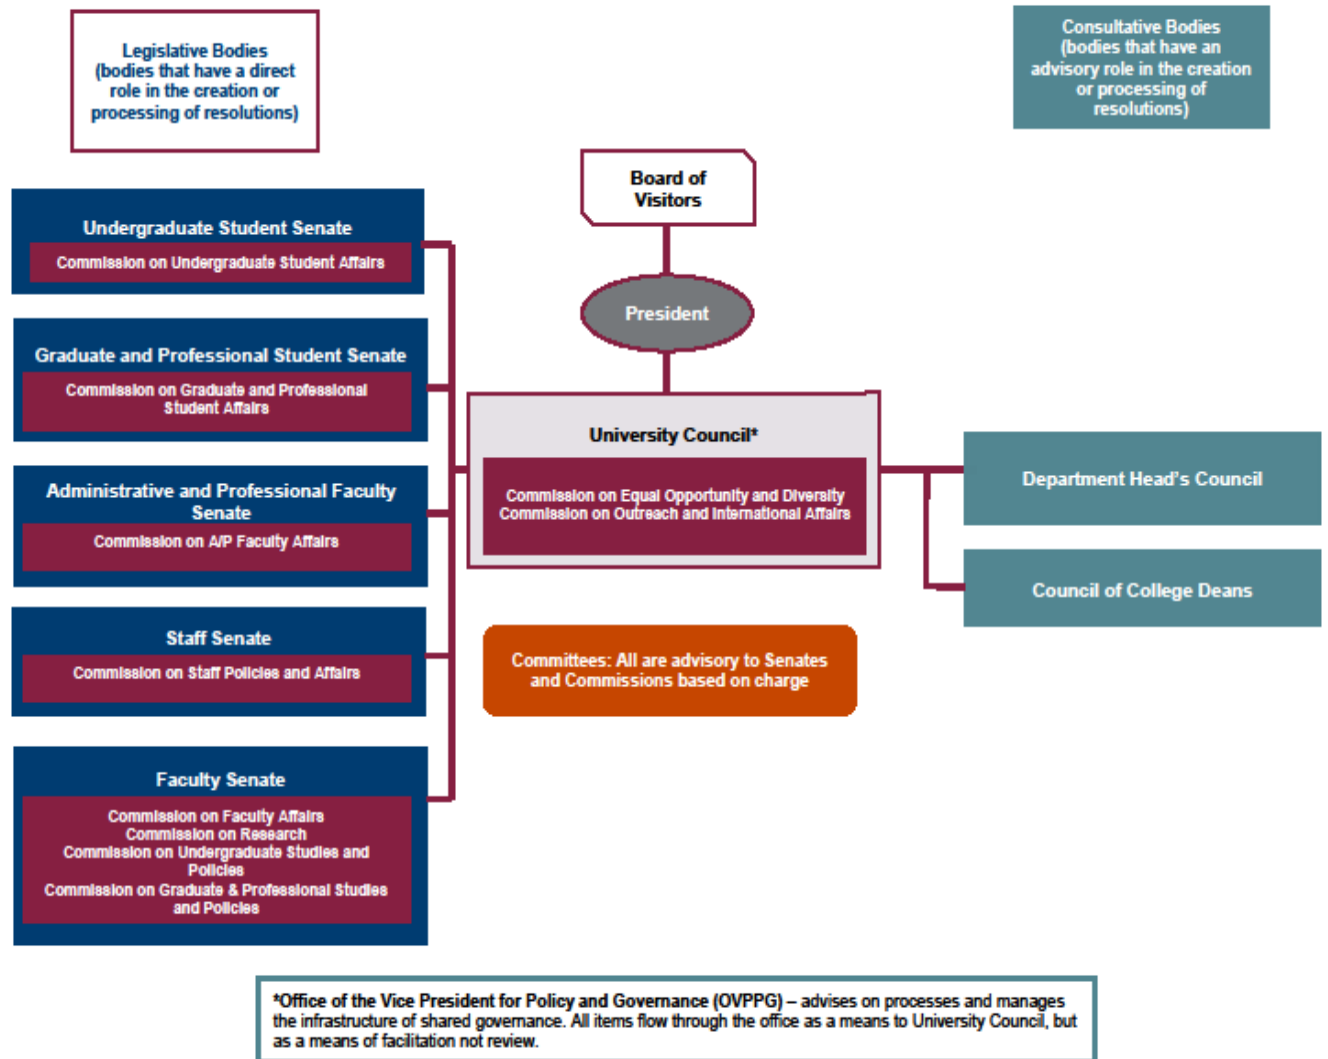 Legislative Bodies
(bodies that have a direct
role in the creation or
processing of resolutions)
Consultative Bodies
(bodies that have an
advisory role in the creation
or processing of
resolutions)
Board of
Visitors
President
Undergraduate Student Senate
Commission on Undergraduate Student Affairs
Graduate and Professional Student Senate
Commission on Graduate and Professional
Student Affairs
Administrative and Professional Faculty
Senate
Commission on A/P Faculty Affairs
Staff Senate
Commission on Staff Policies and Affairs
Faculty Senate
Commission on Faculty Affairs
Commission on Research
Commission on Undergraduate Studies and
Policies
Commission on Graduate & Professional Studies
and Policies
University Council*
Commission on Equal Opportunity and Diversity
Commission on Outreach and International Affairs
Committees: All are advisory to Senates
and Commissions based on charge
Department Head's Council
Council of College Deans
*Office of the Vice President for Policy and Governance (OVPPG) – advises on processes and manages
the infrastructure of shared governance. All items flow through the office as a means to University Council, but
as a means of facilitation not review.